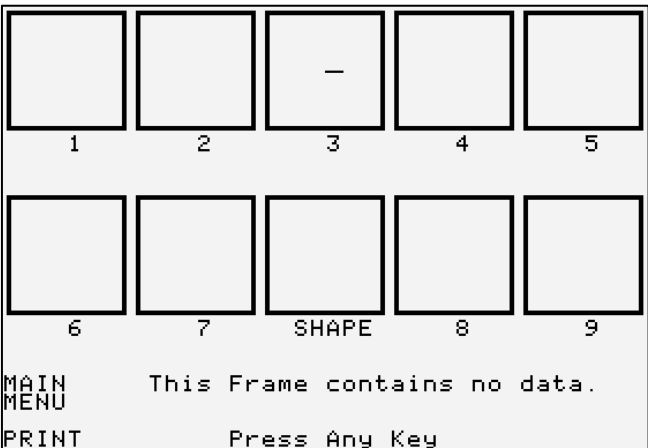 1 2 3 4 5
6 7 SHAPE 8 9
MAIN MENU This Frame contains no data.
PRINT Press Any Key